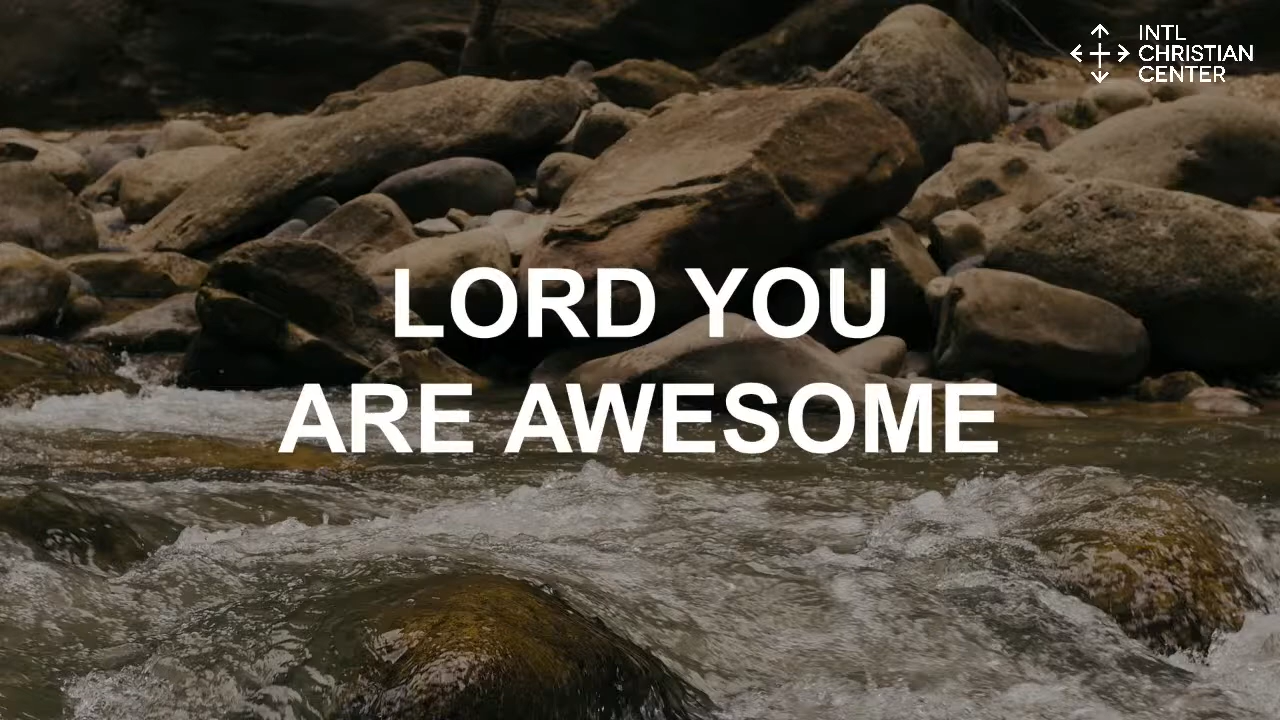 INTL
CHRISTIAN
CENTER
LORD YOU
ARE AWESOME